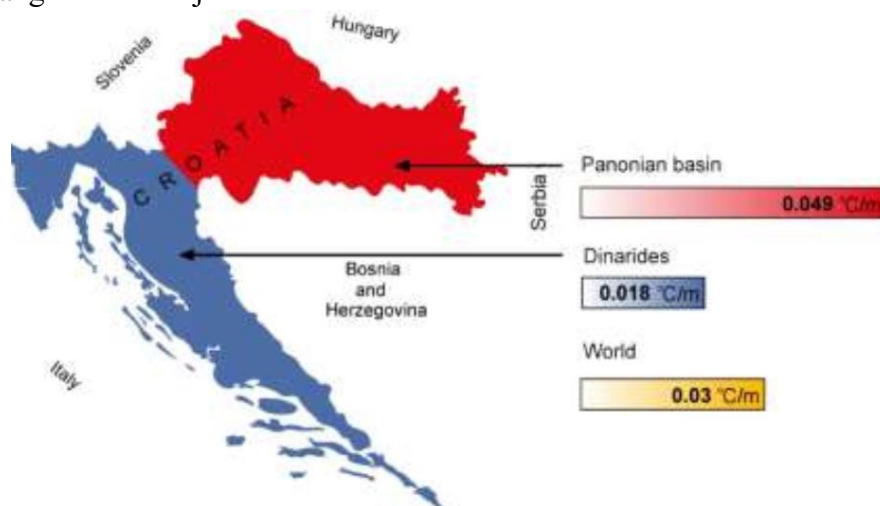 Hungary
Slovenia
CROATIA
Serbia
Panonian basin
0.049 °C/m
Dinarides
0.018 °C/m
Bosnia
and
Herzegovina
World
0.03 °C/m
Italy